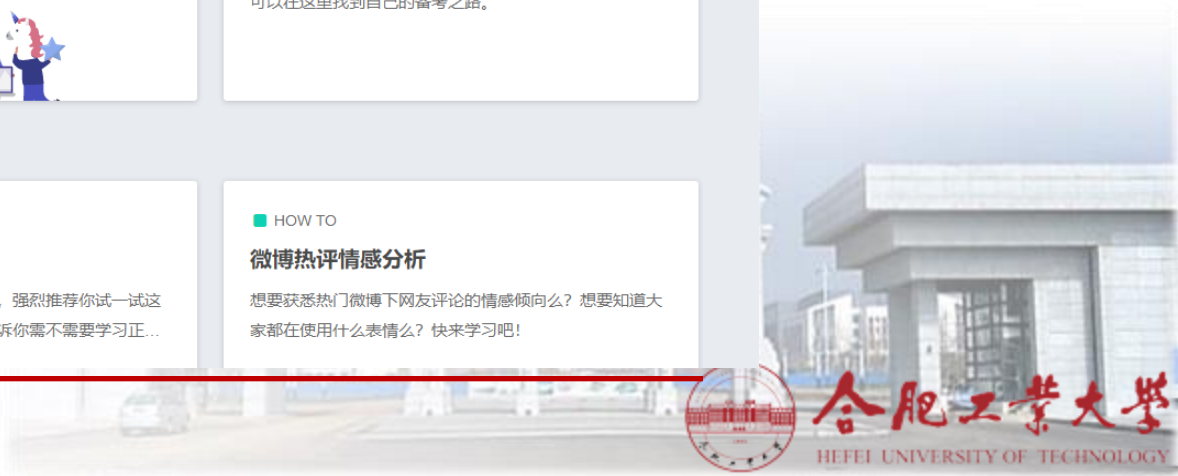 可以在这里找到自己的备考之路。
HOW TO
微博热评情感分析
，强烈推荐你试一试这
想要获悉热门微博下网友评论的情感倾向么？想要知道大
诉你需不需要学习正...
家都在使用什么表情么？快来学习吧！
合肥工业大学
HEFEI UNIVERSITY OF TECHNOLOGY